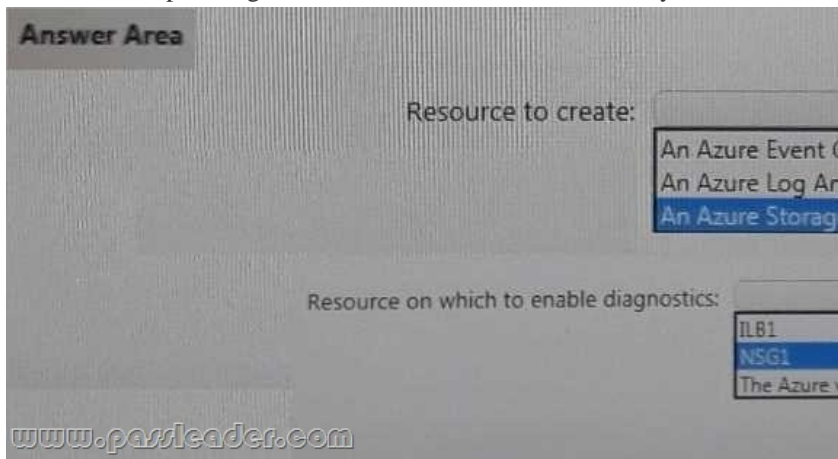 Answer Area
Resource to create:
An Azure Event
An Azure Log
An Azure Storag
Resource on which to enable diagnostics:
ILB1
NSG1
The Azure
www.passleader.com